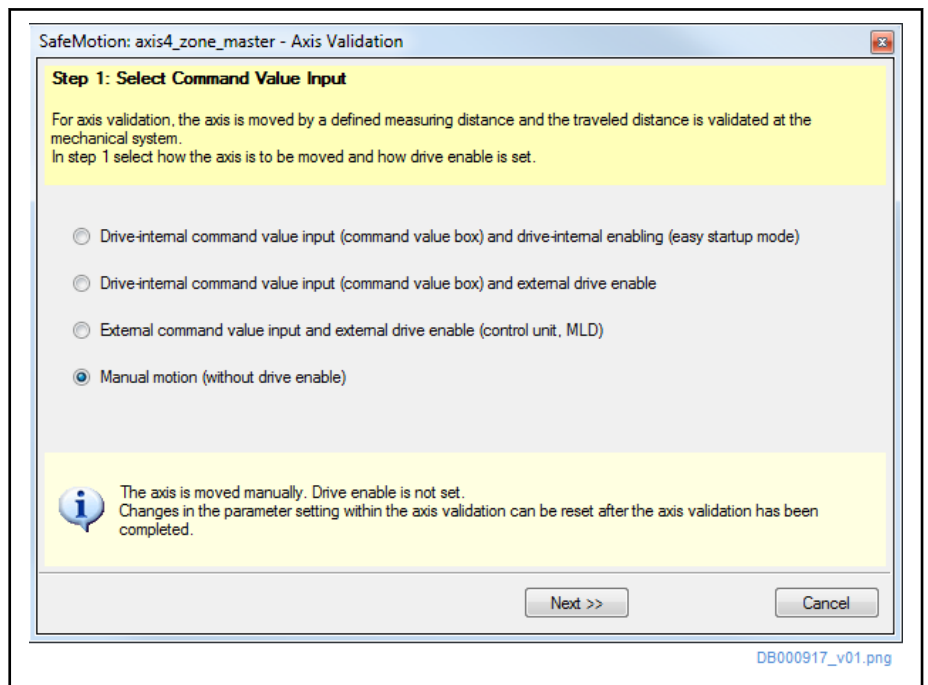 SafeMotion: axis4_zone_master - Axis Validation
Step 1: Select Command Value Input
For axis validation, the axis is moved by a defined measuring distance and the traveled distance is validated at the
mechanical system.
In step 1 select how the axis is to be moved and how drive enable is set.
Drive-internal command value input (command value box) and drive-internal enabling (easy startup mode)
Drive-internal command value input (command value box) and external drive enable
External command value input and external drive enable (control unit, MLD)
Manual motion (without drive enable)
The axis is moved manually. Drive enable is not set.
Changes in the parameter setting within the axis validation can be reset after the axis validation has been
completed.
Next >>
Cancel
DB000917_v01.png